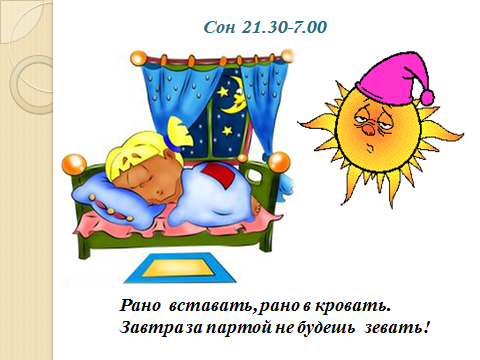 Сон 21.30-7.00
Рано вставать, рано в кровать.
Завтра за партой не будешь зевать!